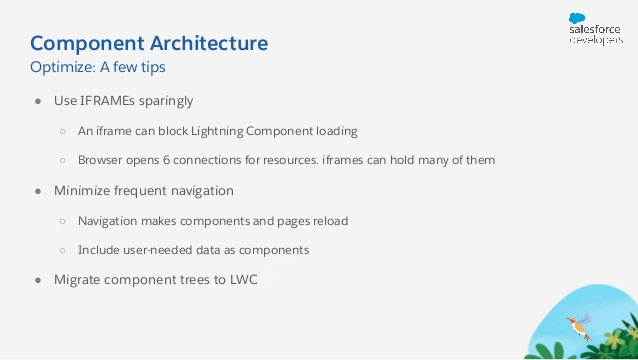 salesforce
developers
Component Architecture
Optimize: A few tips
● Use IFRAMEs sparingly
○ An iframe can block Lightning Component loading
○ Browser opens 6 connections for resources. iframes can hold many of them
● Minimize frequent navigation
○ Navigation makes components and pages reload
○ Include user-needed data as components
● Migrate component trees to LWC